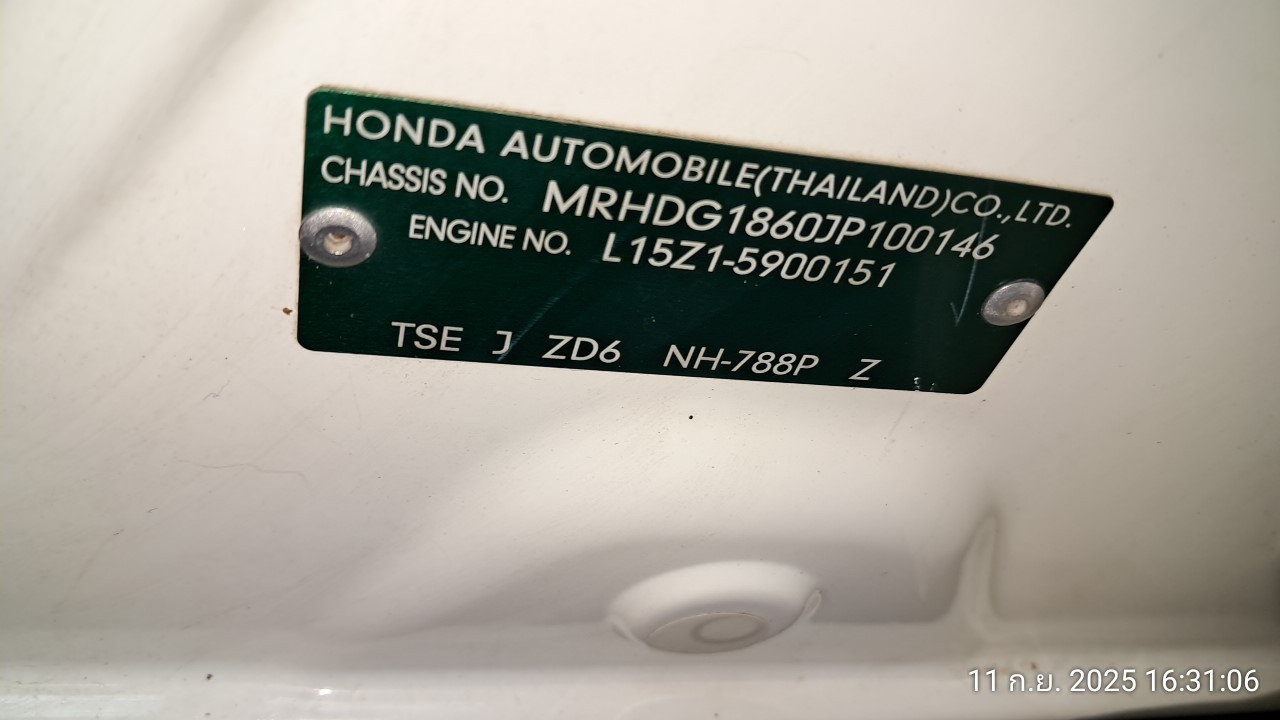 HONDA AUTOMOBILE(THAILAND)CO.,LTD.
CHASSIS NO. MRHDG1860JP100146
ENGINE NO. L15Z1-5900151
TSE J ZD6 NH-788P Z
11 ก.ย. 2025 16:31:06